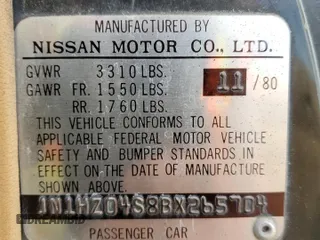 MANUFACTURED BY
NISSAN MOTOR CO., LTD.
GVWR 3310 LBS. 11/80
GAWR FR. 1550 LBS.
RR. 1760 LBS.
THIS VEHICLE CONFORMS TO ALL
APPLICABLE FEDERAL MOTOR VEHICLE
SAFETY AND BUMPER STANDARDS IN
EFFECT ON THE DATE OF MANUFACTURE
SHOWN ABOVE.
JN1HZ04S8BX265704
PASSENGER CAR
DREAMBID